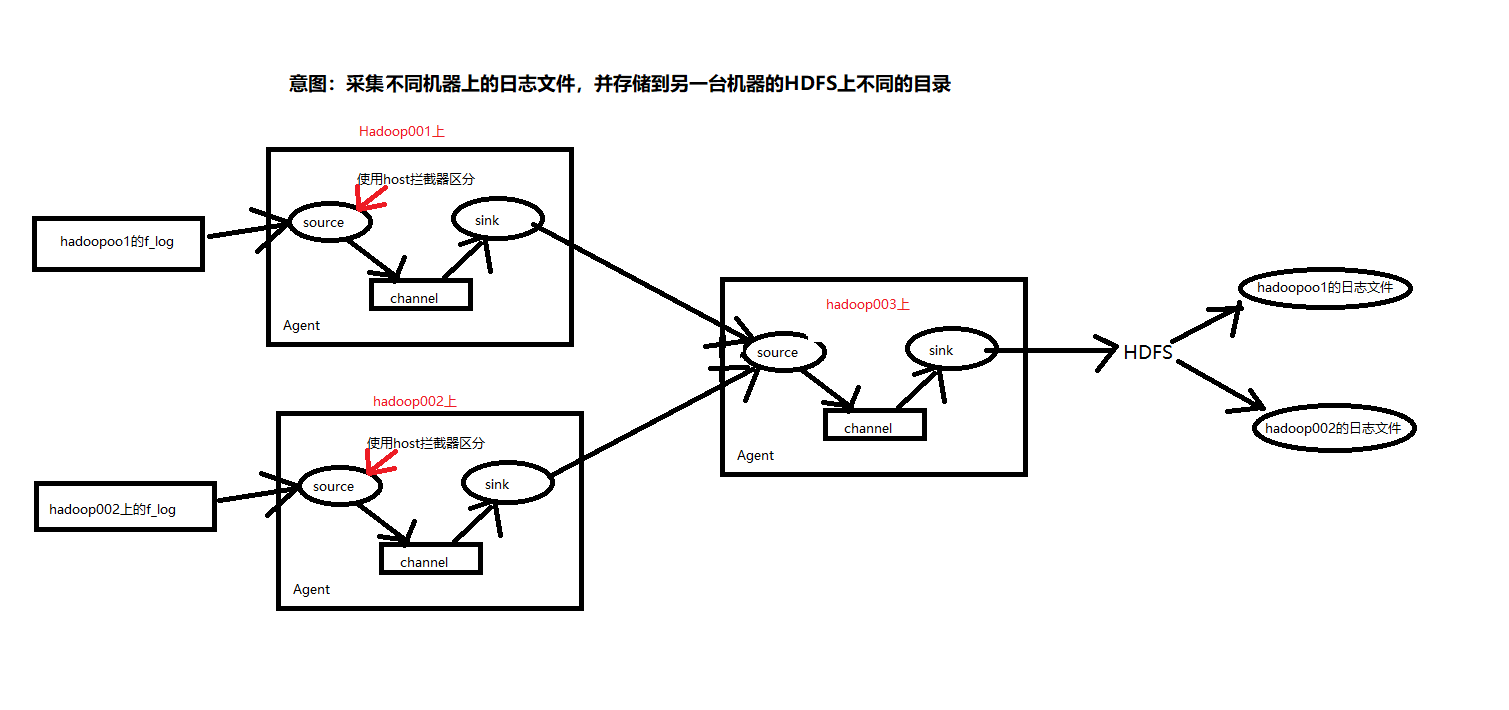 意图：采集不同机器上的日志文件，并存储到另一台机器的HDFS上不同的目录
Hadoop001上
使用host拦截器区分
source
sink
hadoopoo1的f_log
channel
Agent
hadoop002上
使用host拦截器区分
source
sink
hadoop002上的f_log
channel
Agent
hadoop003上
source
sink
channel
Agent
HDFS
hadoopoo1的日志文件
hadoop002的日志文件